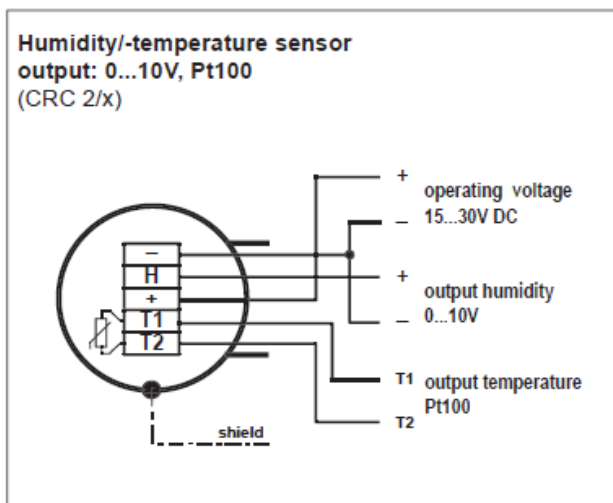 Humidity/-temperature sensor
output: 0...10V, Pt100
(CRC 2/x)
+
operating voltage
– 15...30V DC
–
H
+
T1
T2
+
output humidity
– 0...10V
T1 output temperature
Pt100
T2
shield